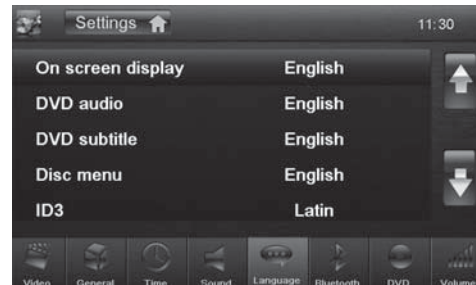 Settings 11:30
On screen display English
DVD audio English
DVD subtitle English
Disc menu English
ID3 Latin
Video General Time Sound Language Bluetooth DVD Volume